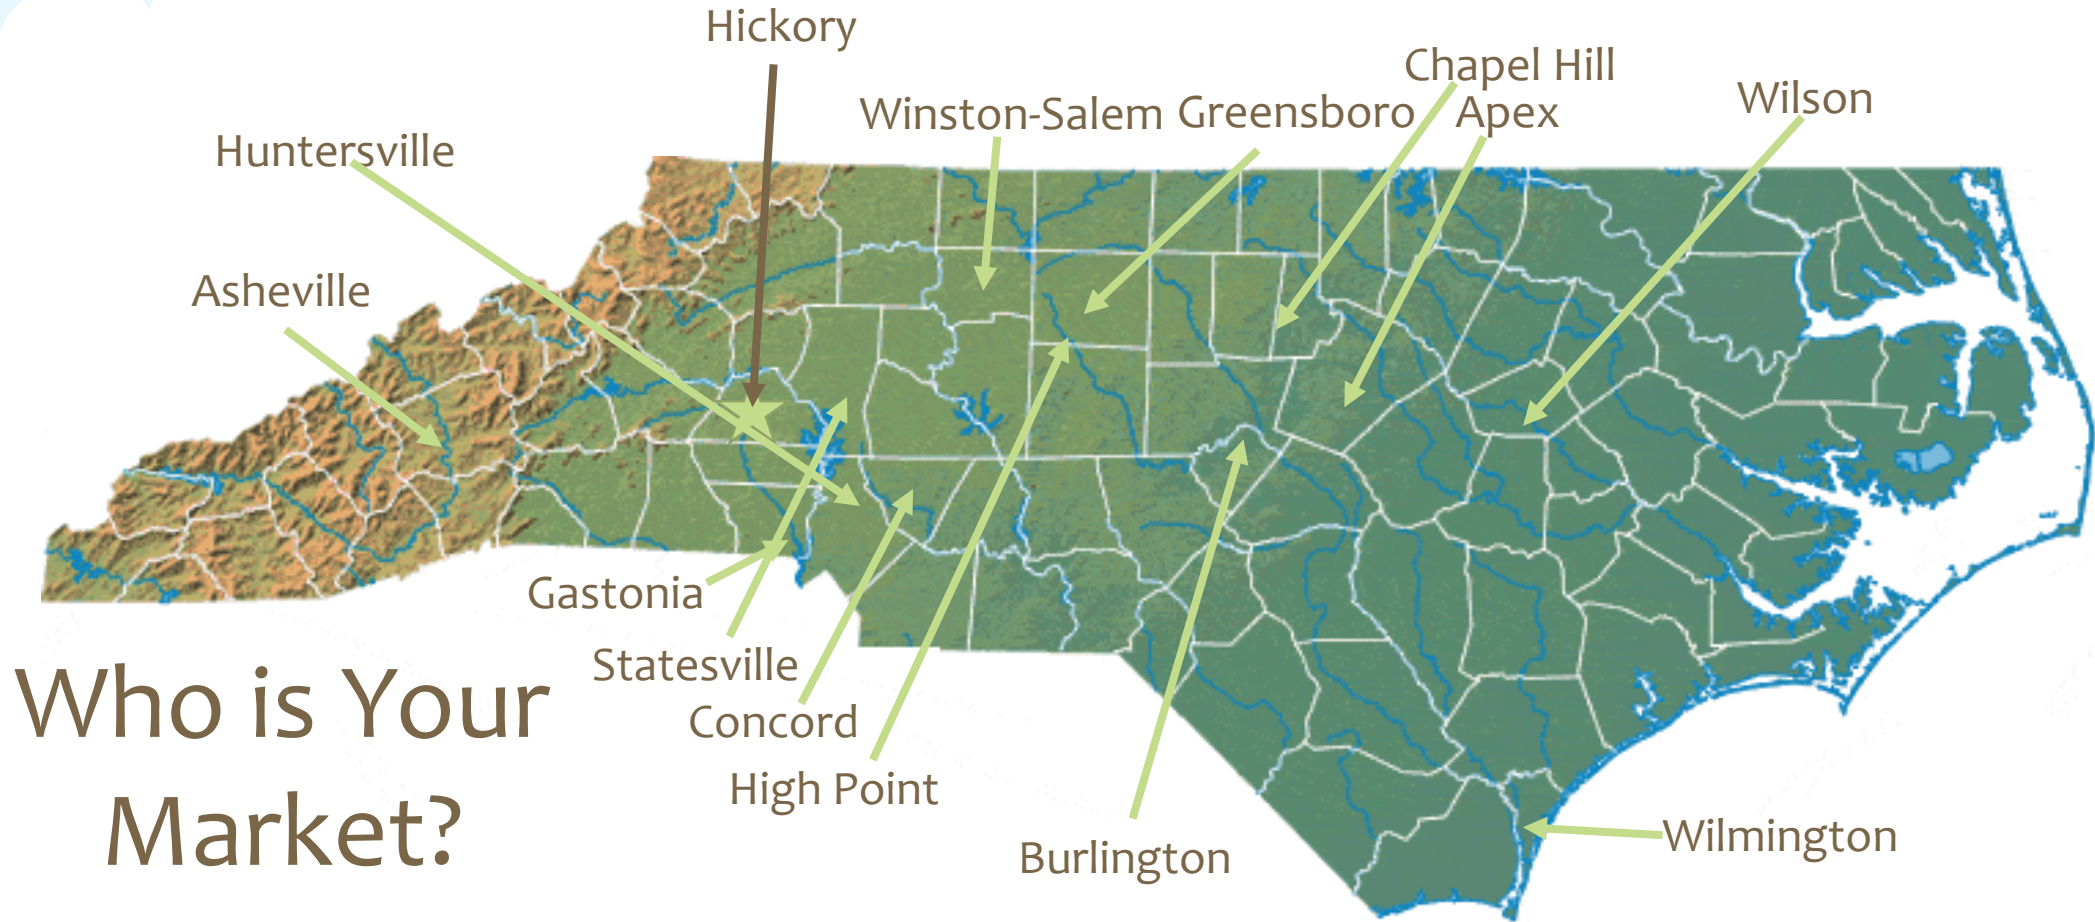 Hickory
Chapel Hill
Winston-Salem Greensboro Apex
Wilson
Huntersville
Asheville
Gastonia
Statesville
Concord
High Point
Burlington
Wilmington
Who is Your
Market?